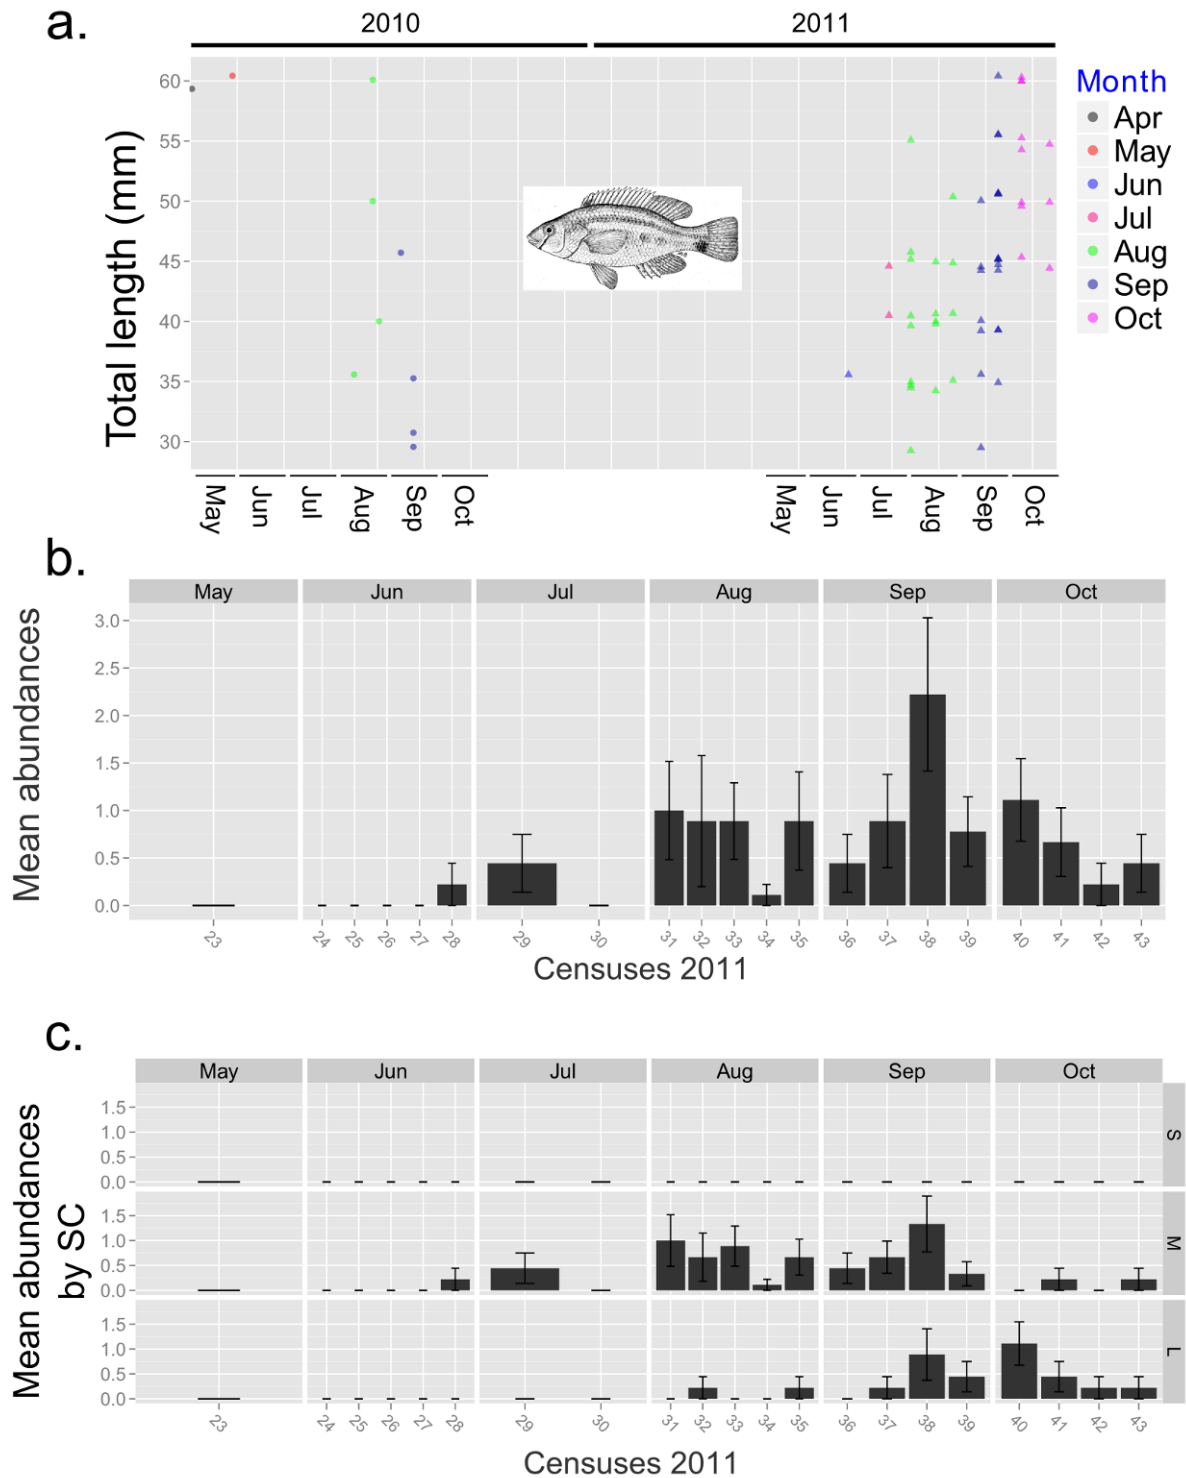 a.
2010 2011
Total length (mm)
60
55
50
45
40
35
30
Month
Apr
May
Jun
Jul
Aug
Sep
Oct
May Jun Jul Aug Sep Oct May Jun Jul Aug Sep Oct
b.
May Jun Jul Aug Sep Oct
Mean abundances
3.0
2.5
2.0
1.5
1.0
0.5
0.0
23 24 25 26 27 28 29 30 31 32 33 34 35 36 37 38 39 40 41 42 43
Censuses 2011
c.
May Jun Jul Aug Sep Oct
Mean abundances
by SC
1.5
1.0
0.5
0.0
S
1.5
1.0
0.5
0.0
M
1.5
1.0
0.5
0.0
L
23 24 25 26 27 28 29 30 31 32 33 34 35 36 37 38 39 40 41 42 43
Censuses 2011